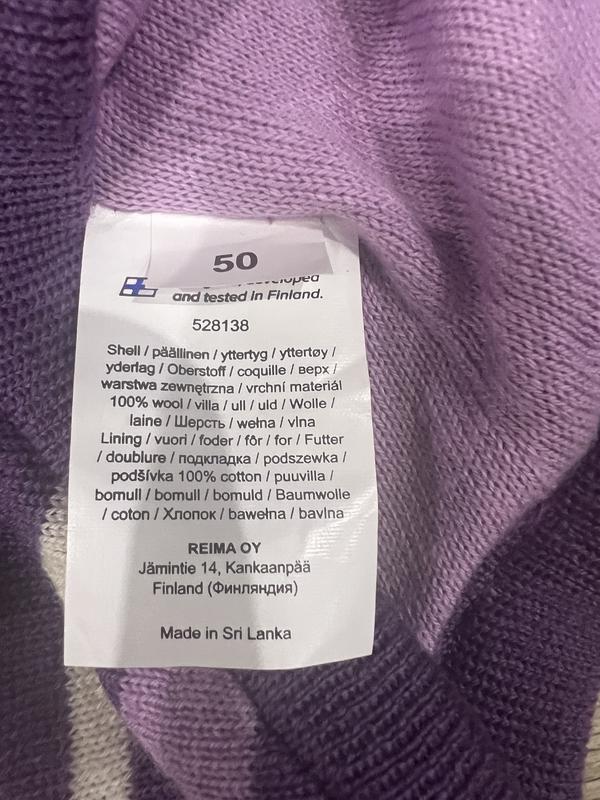 50
and tested in Finland.
528138
Shell / päällinen / yttertyg / yttertøy /
yderlag / Oberstoff / coquille / верх /
warstwa zewnętrzna / vrchní materiál
100% wool / villa / ull / uld / Wolle /
laine / Шерсть / wełna / vlna
Lining / vuori / foder / fôr / for / Futter
/ doublure / подкладка / podszewka /
podšívka 100% cotton / puuvilla /
bomull / bomull / bomuld / Baumwolle
/ coton / Хлопок / bawełna / bavlna
REIMA OY
Jämintie 14, Kankaanpää
Finland (Финляндия)
Made in Sri Lanka